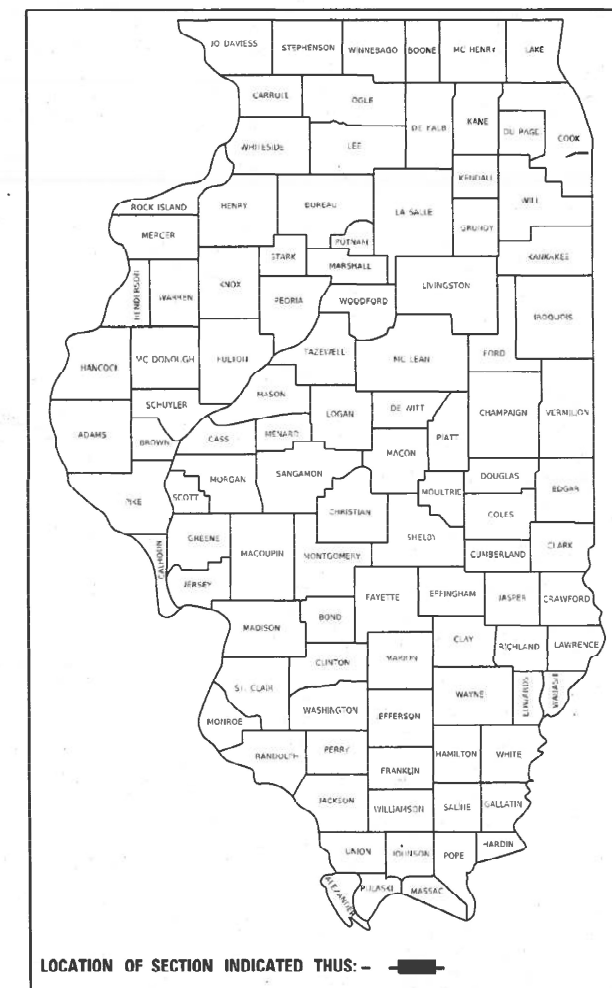 JO DAVIESS STEPHENSON WINNEBAGO BOONE MC HENRY LAKE
CARROLL OGLE DE KALB KANE DU PAGE COOK
WHITESIDE LEE
KENDALL WILL
ROCK ISLAND HENRY BUREAU LA SALLE
MERCER PUTNAM GRUNDY
STARK MARSHALL KANKAKEE
HENDERSON WARREN KNOX PEORIA WOODFORD LIVINGSTON IROQUOIS
HANCOCK MC DONOUGH FULTON TAZEWELL MC LEAN FORD
MASON
SCHUYLER LOGAN DE WITT CHAMPAIGN VERMILION
ADAMS BROWN CASS MENARD MACON PIATT
MORGAN SANGAMON DOUGLAS
PIKE SCOTT CHRISTIAN MOULTRIE EDGAR
COLES
CALHOUN GREENE MACOUPIN MONTGOMERY SHELBY CUMBERLAND CLARK
JERSEY FAYETTE EFFINGHAM JASPER CRAWFORD
MADISON BOND
CLINTON MARION CLAY RICHLAND LAWRENCE
ST. CLAIR WAYNE EDWARDS WABASH
MONROE WASHINGTON EFFERSON
RANDOLPH PERRY HAMILTON WHITE
FRANKLIN
JACKSON WILLIAMSON SALINE GALLATIN
UNION JOHNSON POPE HARDIN
ALEXANDER PULASKI MASSAC
LOCATION OF SECTION INDICATED THUS: –